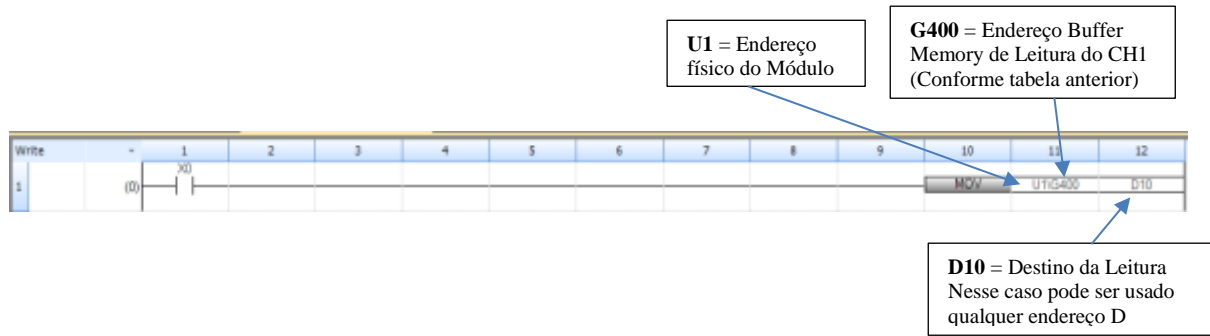 U1 = Endereço
físico do Módulo
G400 = Endereço Buffer
Memory de Leitura do CH1
(Conforme tabela anterior)
Write 1 2 3 4 5 6 7 8 9 10 11 12
X0
1 (0) MOV U1\G400 D10
D10 = Destino da Leitura
Nesse caso pode ser usado
qualquer endereço D